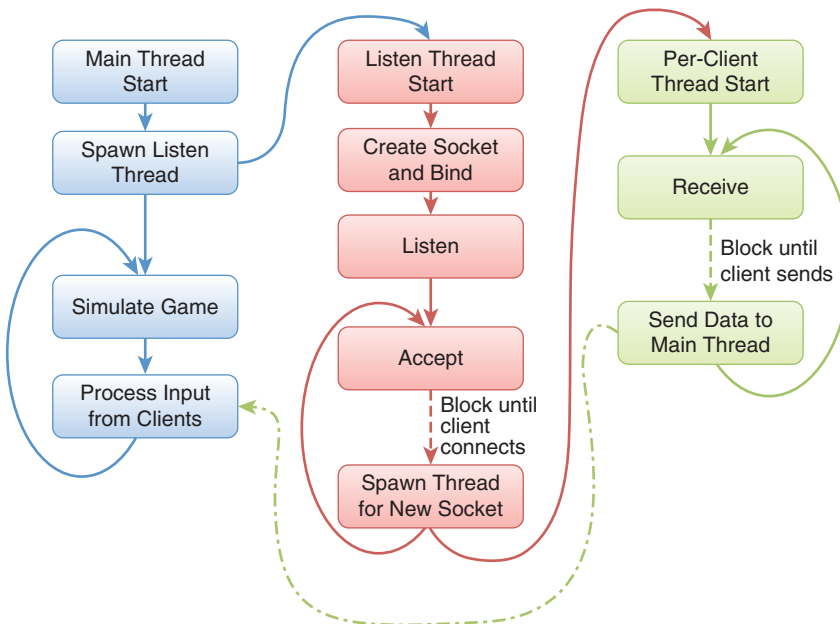 Main Thread
Start
Spawn Listen
Thread
Simulate Game
Process Input
from Clients
Listen Thread
Start
Create Socket
and Bind
Listen
Accept
Block until
client
connects
Spawn Thread
for New Socket
Per-Client
Thread Start
Receive
Block until
client sends
Send Data to
Main Thread